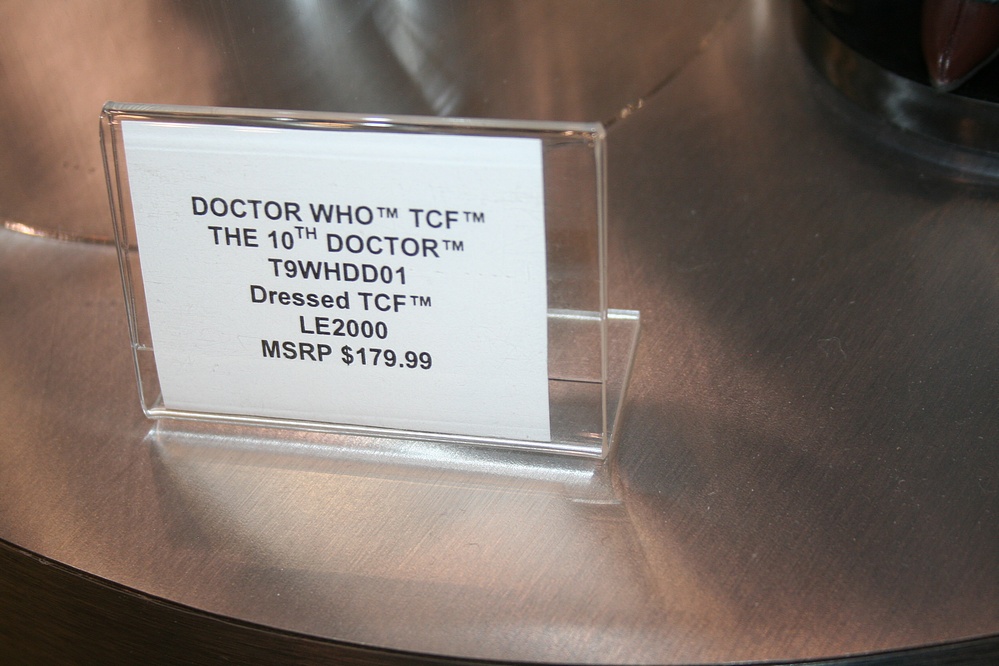 DOCTOR WHO™ TCF™
THE 10TH DOCTOR™
T9WHDD01
Dressed TCF™
LE2000
MSRP $179.99